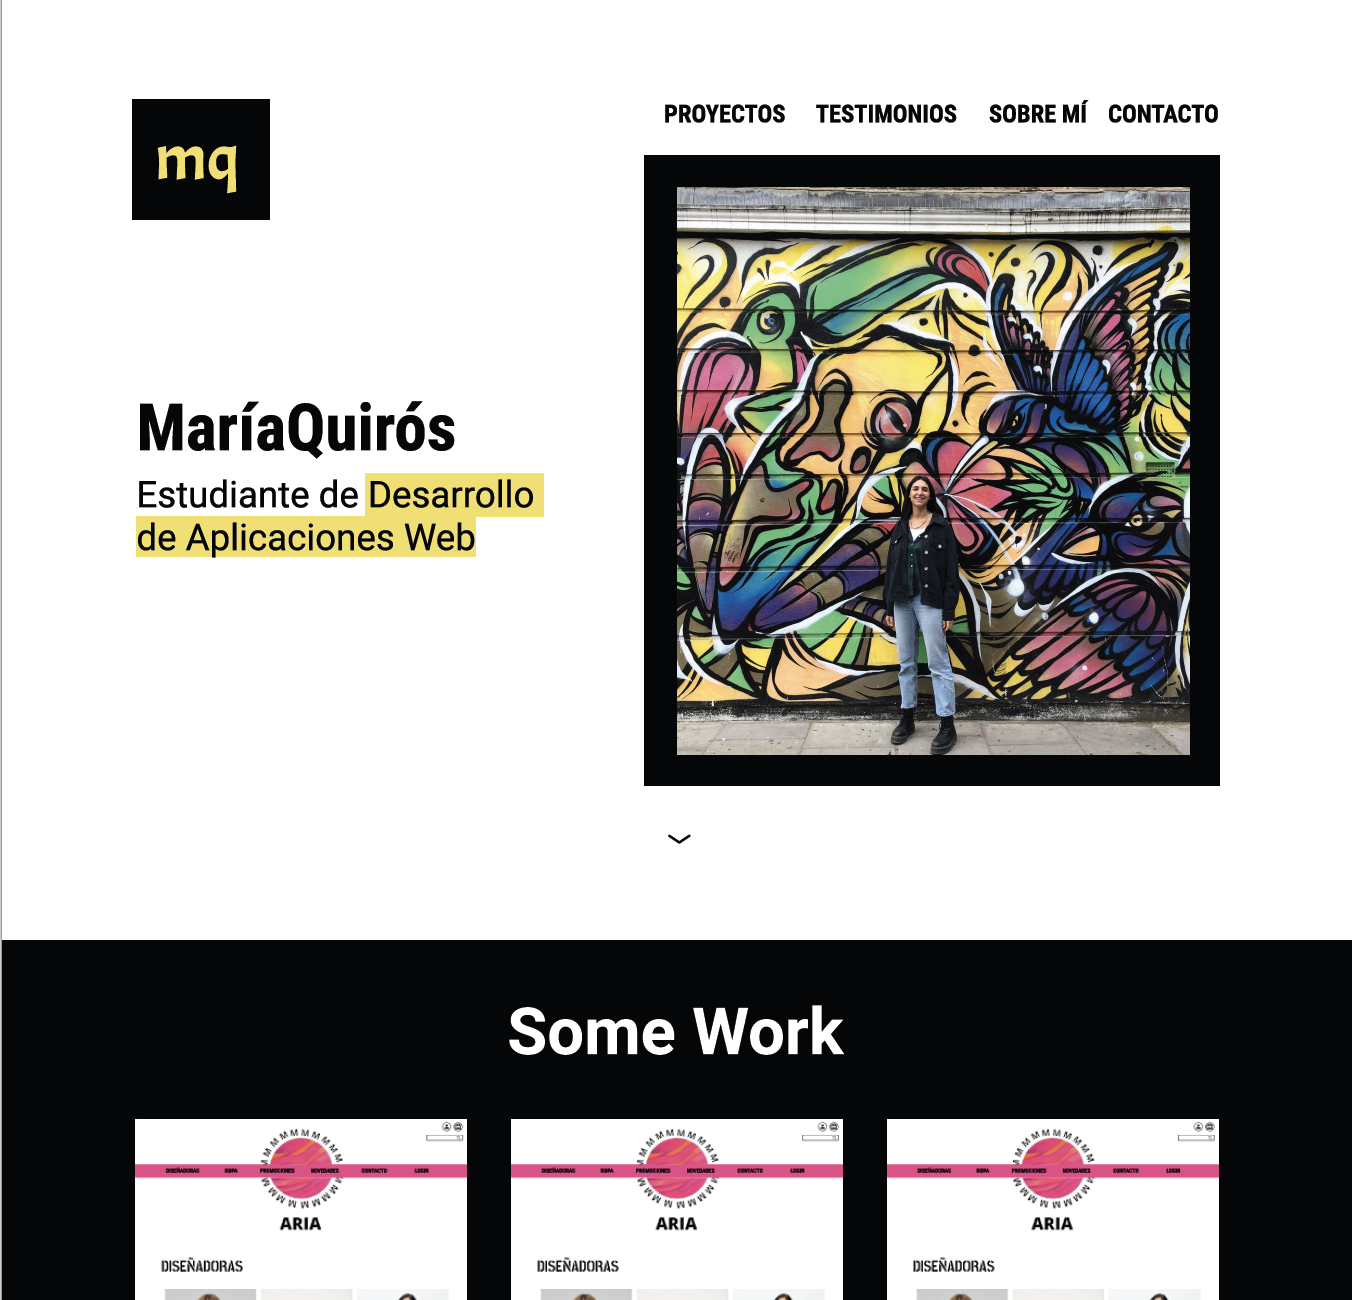 mq
PROYECTOS TESTIMONIOS SOBRE MÍ CONTACTO
MaríaQuirós
Estudiante de Desarrollo
de Aplicaciones Web
Some Work
DISEÑADORAS ROPA PROMOCIONES NOVEDADES CONTACTO LOGIN
ARIA
DISEÑADORAS
DISEÑADORAS ROPA PROMOCIONES NOVEDADES CONTACTO LOGIN
ARIA
DISEÑADORAS
DISEÑADORAS ROPA PROMOCIONES NOVEDADES CONTACTO LOGIN
ARIA
DISEÑADORAS